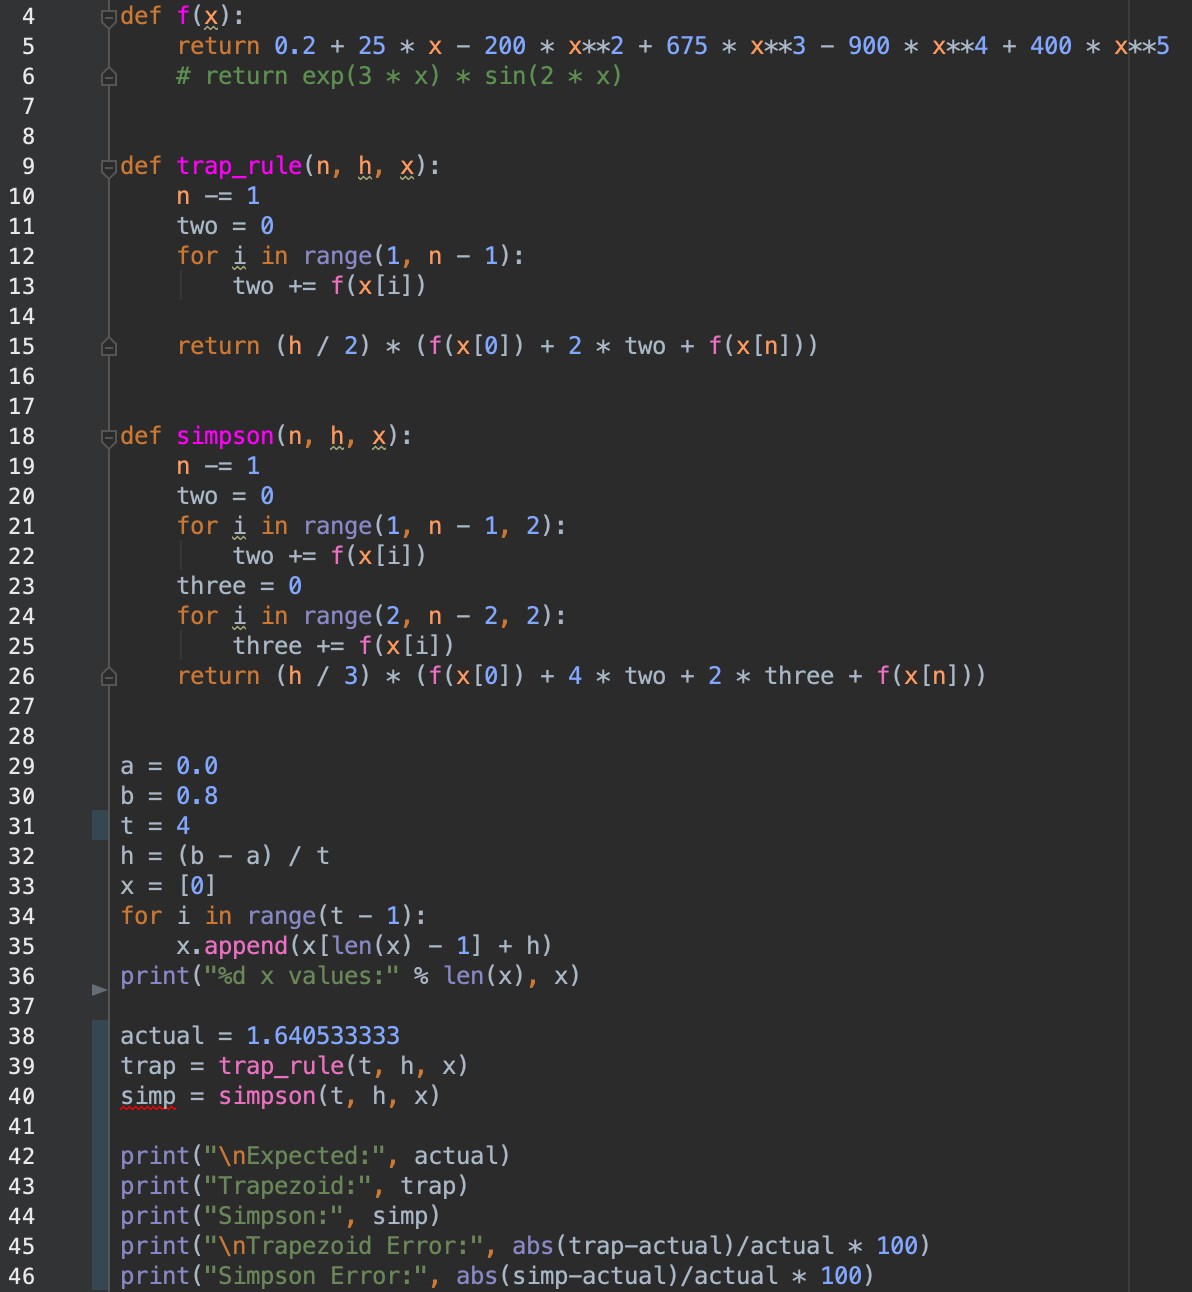 4 def f(x):
5     return 0.2 + 25 * x - 200 * x**2 + 675 * x**3 - 900 * x**4 + 400 * x**5
6     # return exp(3 * x) * sin(2 * x)
7
8
9 def trap_rule(n, h, x):
10     n -= 1
11     two = 0
12     for i in range(1, n - 1):
13         two += f(x[i])
14
15     return (h / 2) * (f(x[0]) + 2 * two + f(x[n]))
16
17
18 def simpson(n, h, x):
19     n -= 1
20     two = 0
21     for i in range(1, n - 1, 2):
22         two += f(x[i])
23     three = 0
24     for i in range(2, n - 2, 2):
25         three += f(x[i])
26     return (h / 3) * (f(x[0]) + 4 * two + 2 * three + f(x[n]))
27
28
29 a = 0.0
30 b = 0.8
31 t = 4
32 h = (b - a) / t
33 x = [0]
34 for i in range(t - 1):
35     x.append(x[len(x) - 1] + h)
36 print("%d x values:" % len(x), x)
37
38 actual = 1.640533333
39 trap = trap_rule(t, h, x)
40 simp = simpson(t, h, x)
41
42 print("\nExpected:", actual)
43 print("Trapezoid:", trap)
44 print("Simpson:", simp)
45 print("\nTrapezoid Error:", abs(trap-actual)/actual * 100)
46 print("Simpson Error:", abs(simp-actual)/actual * 100)